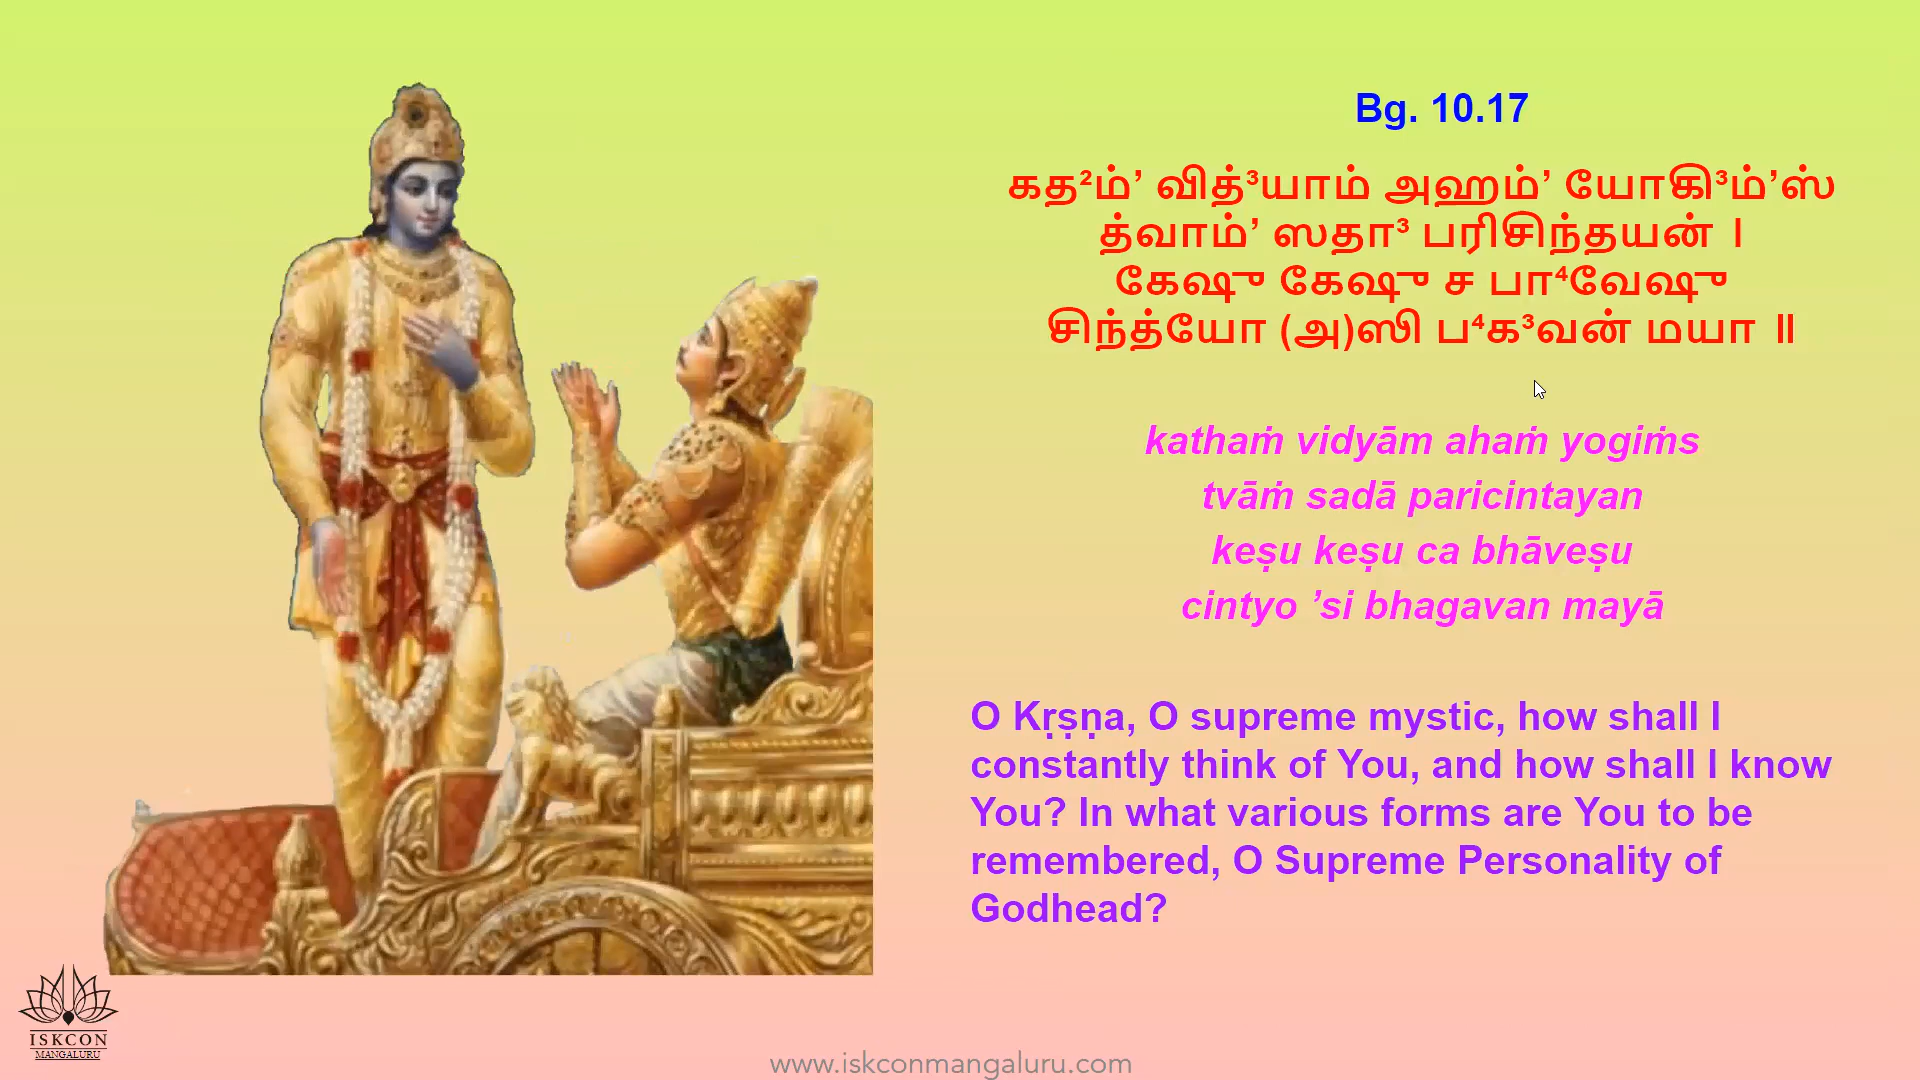 Bg. 10.17
கத²ம்’ வித்³யாம் அஹம்’ யோகி³ம்’ஸ்
த்வாம்’ ஸதா³ பரிசிந்தயன் |
கேஷு கேஷு ச பா⁴வேஷு
சிந்த்யோ (அ)ஸி ப⁴க³வன் மயா ||
kathaṁ vidyām ahaṁ yogiṁs
tvāṁ sadā paricintayan
keṣu keṣu ca bhāveṣu
cintyo ’si bhagavan mayā
O Kṛṣṇa, O supreme mystic, how shall I
constantly think of You, and how shall I know
You? In what various forms are You to be
remembered, O Supreme Personality of
Godhead?
ISKCON
MANGALURU
www.iskconmangaluru.com